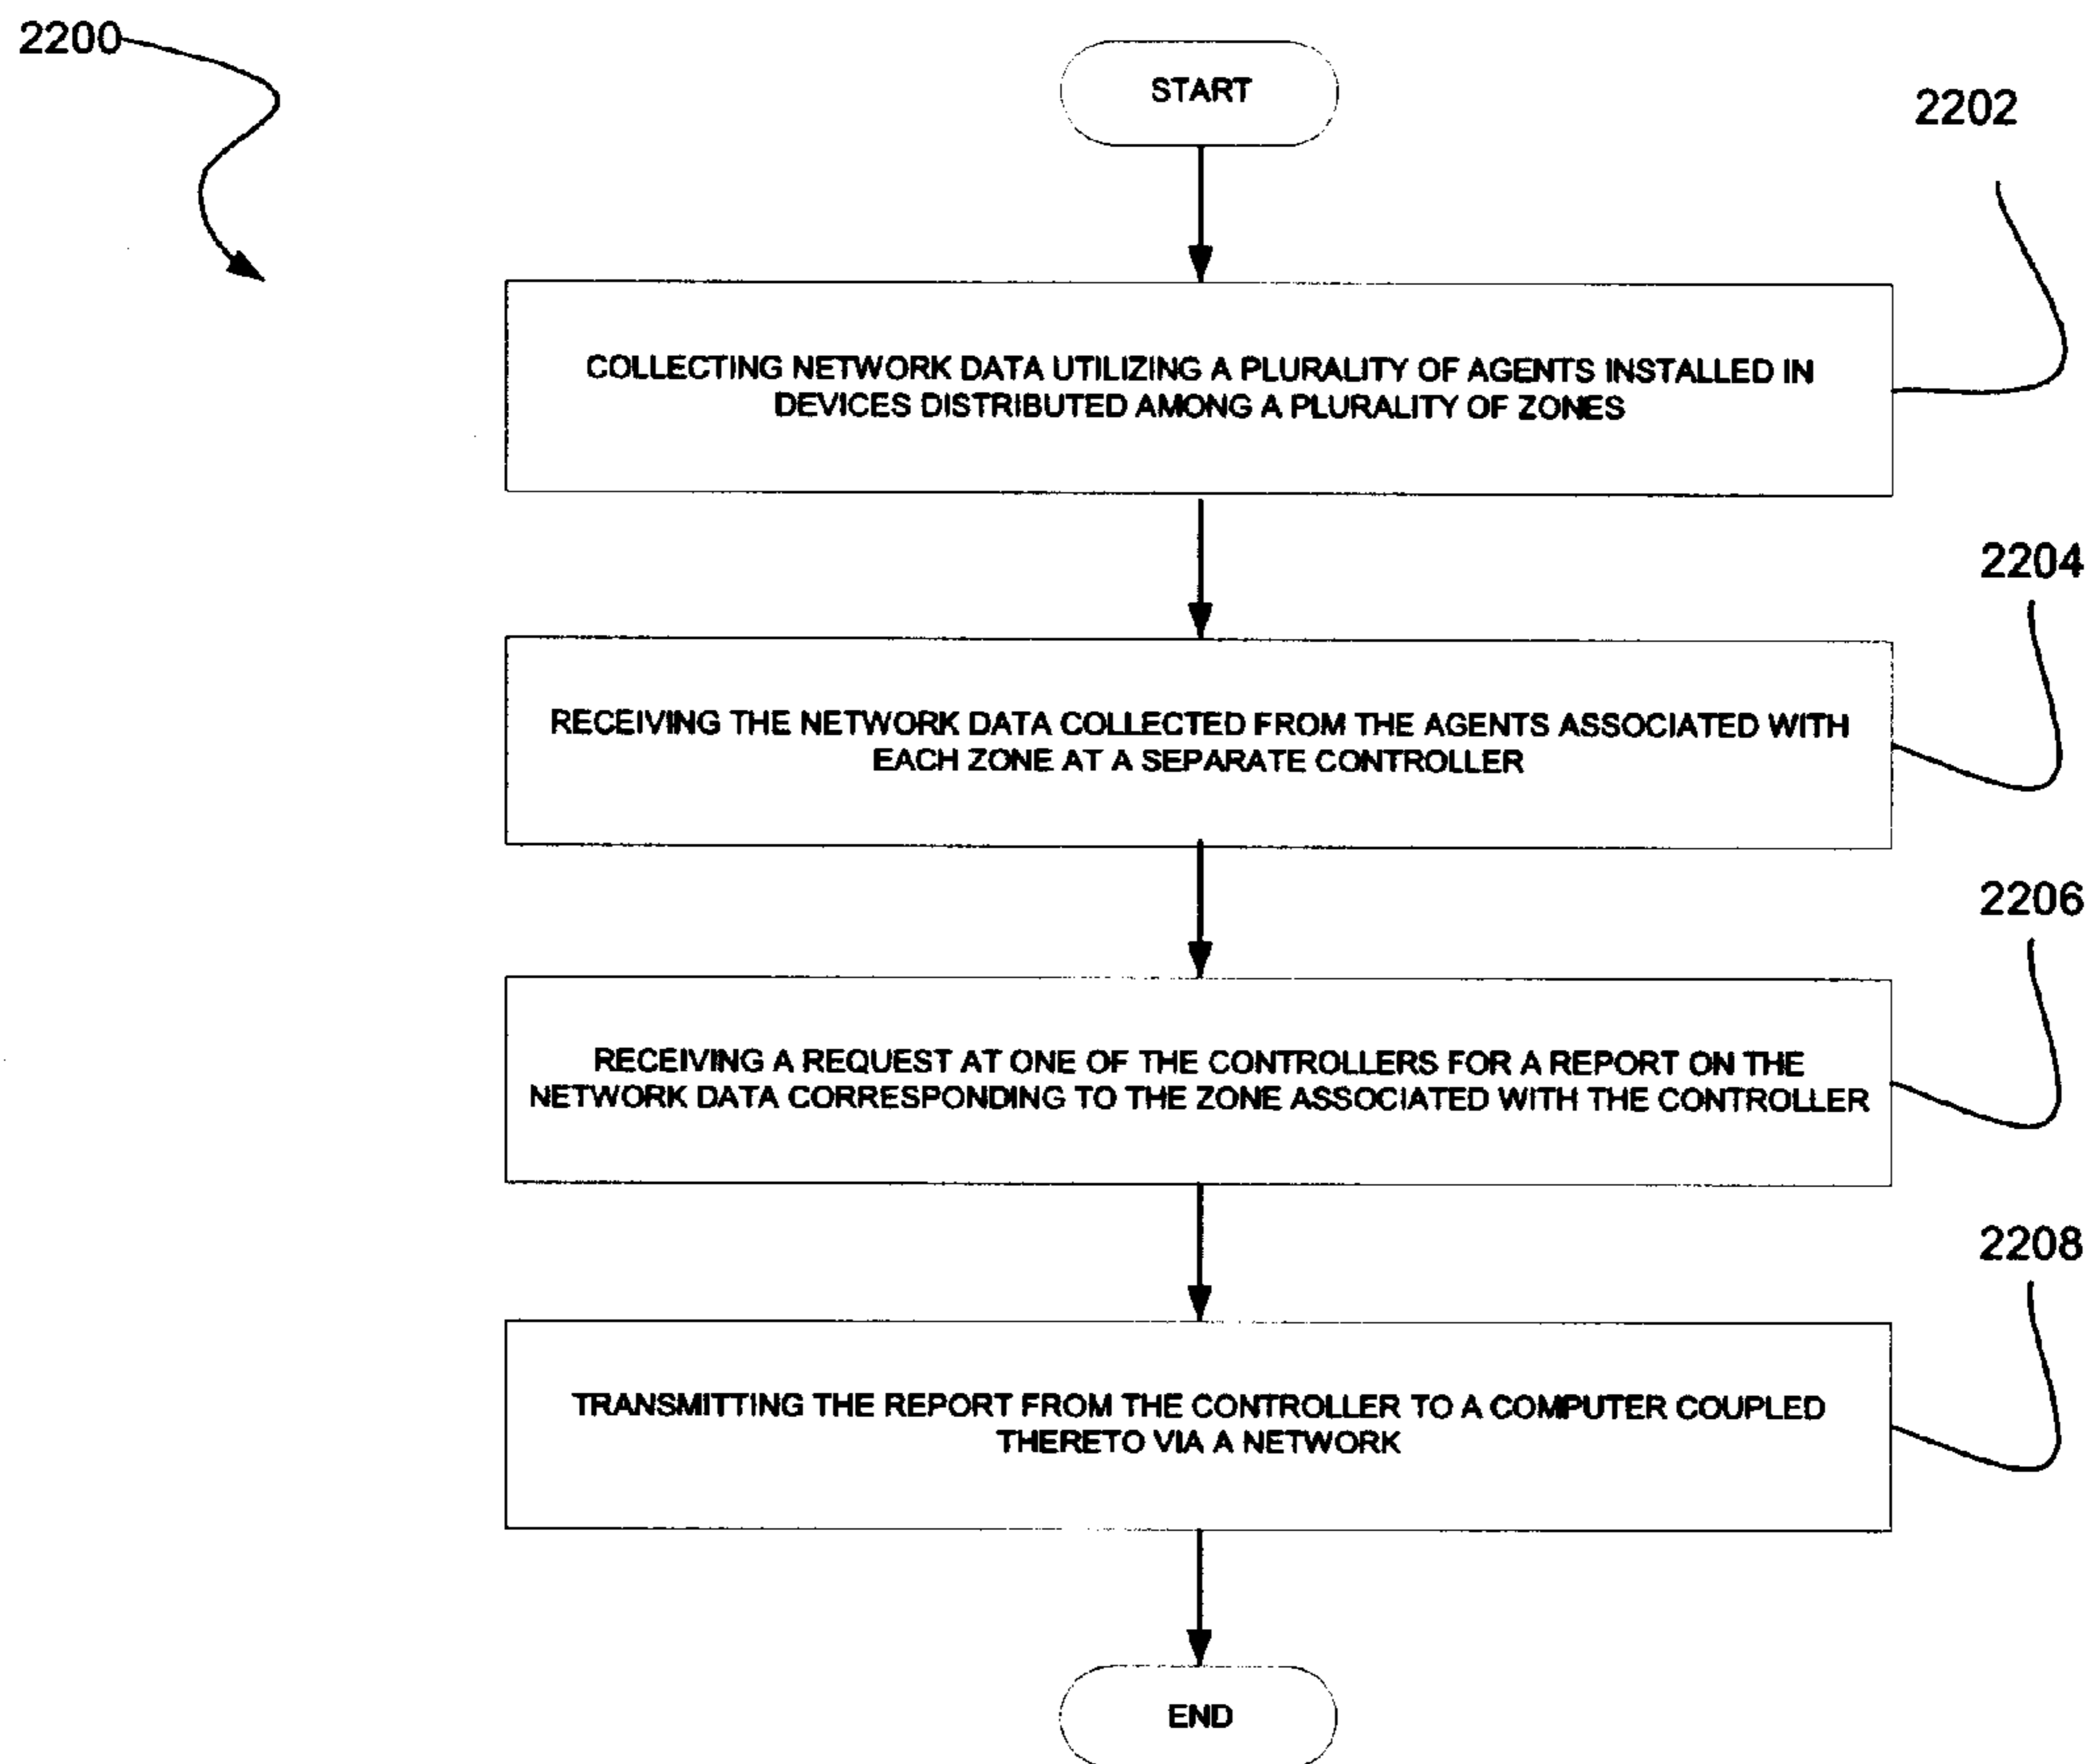 2200
START
2202
COLLECTING NETWORK DATA UTILIZING A PLURALITY OF AGENTS INSTALLED IN
DEVICES DISTRIBUTED AMONG A PLURALITY OF ZONES
2204
RECEIVING THE NETWORK DATA COLLECTED FROM THE AGENTS ASSOCIATED WITH
EACH ZONE AT A SEPARATE CONTROLLER
2206
RECEIVING A REQUEST AT ONE OF THE CONTROLLERS FOR A REPORT ON THE
NETWORK DATA CORRESPONDING TO THE ZONE ASSOCIATED WITH THE CONTROLLER
2208
TRANSMITTING THE REPORT FROM THE CONTROLLER TO A COMPUTER COUPLED
THERETO VIA A NETWORK
END